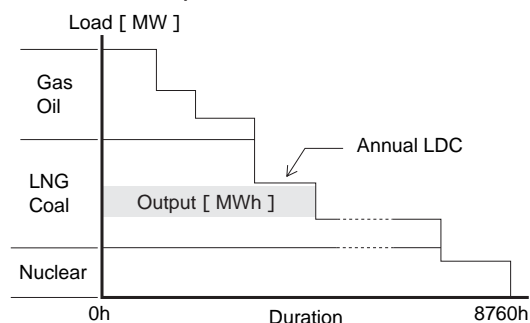 Load [ MW ]
Gas
Oil
Annual LDC
LNG
Coal
Output [ MWh ]
Nuclear
0h
Duration
8760h